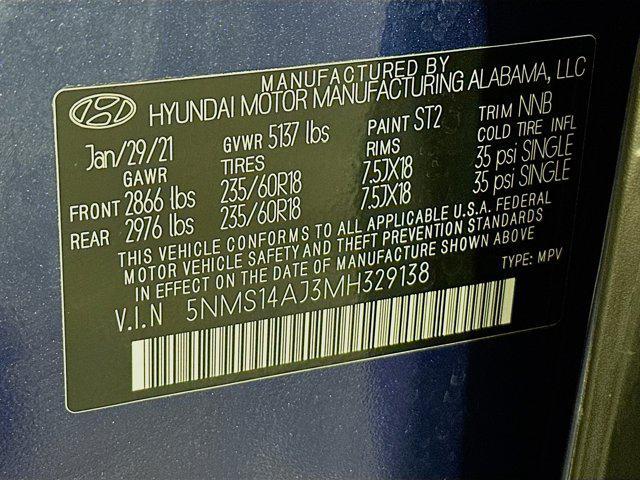 MANUFACTURED BY
HYUNDAI MOTOR MANUFACTURING ALABAMA, LLC
Jan/29/21 GVWR 5137 lbs PAINT ST2 TRIM NNB
GAWR TIRES RIMS COLD TIRE INFL
FRONT 2866 lbs 235/60R18 7.5JX18 35 psi SINGLE
REAR 2976 lbs 235/60R18 7.5JX18 35 psi SINGLE
THIS VEHICLE CONFORMS TO ALL APPLICABLE U.S.A. FEDERAL
MOTOR VEHICLE SAFETY AND THEFT PREVENTION STANDARDS
IN EFFECT ON THE DATE OF MANUFACTURE SHOWN ABOVE
V.I.N 5NMS14AJ3MH329138 TYPE: MPV